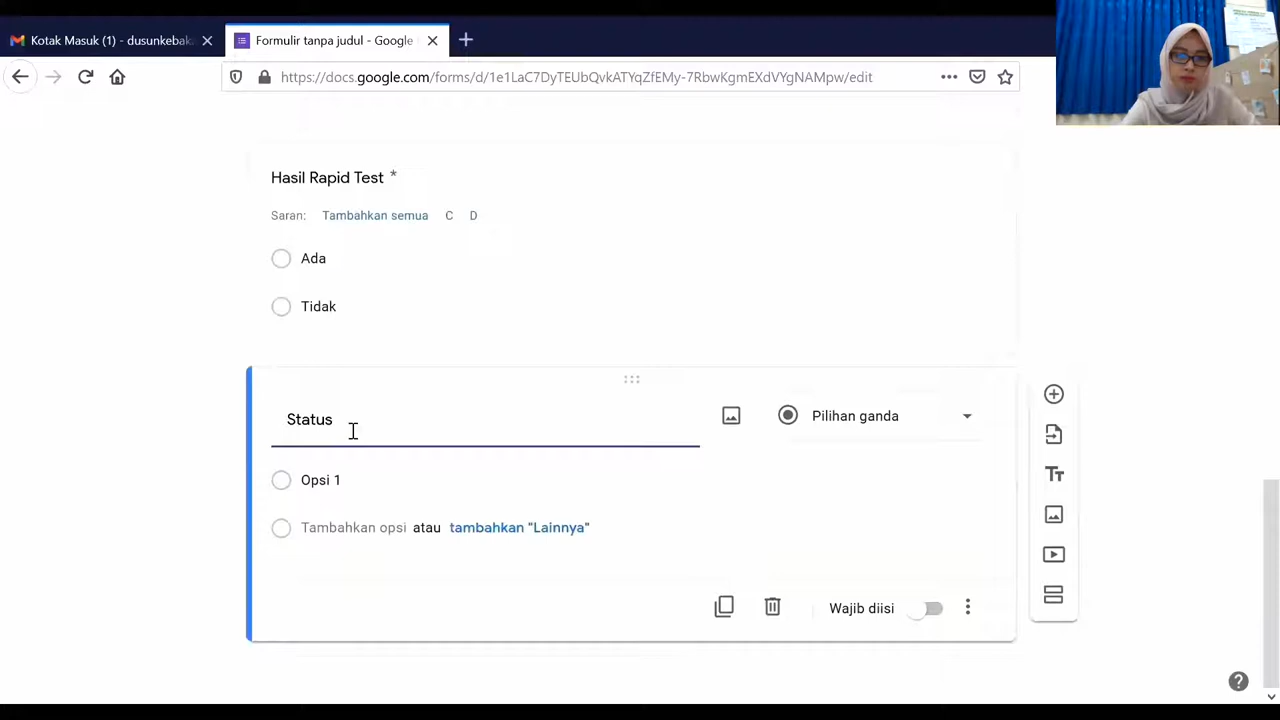 Kotak Masuk (1) - dusunkebak
Formulir tanpa judul - Google
https://docs.google.com/forms/d/1e1LaC7DyTEUbQvkATYqZfEMy-7RbwKgmEXdVYgNAMpw/edit
Hasil Rapid Test *
Saran: Tambahkan semua C D
Ada
Tidak
Status
Pilihan ganda
Opsi 1
Tambahkan opsi atau tambahkan "Lainnya"
Wajib diisi